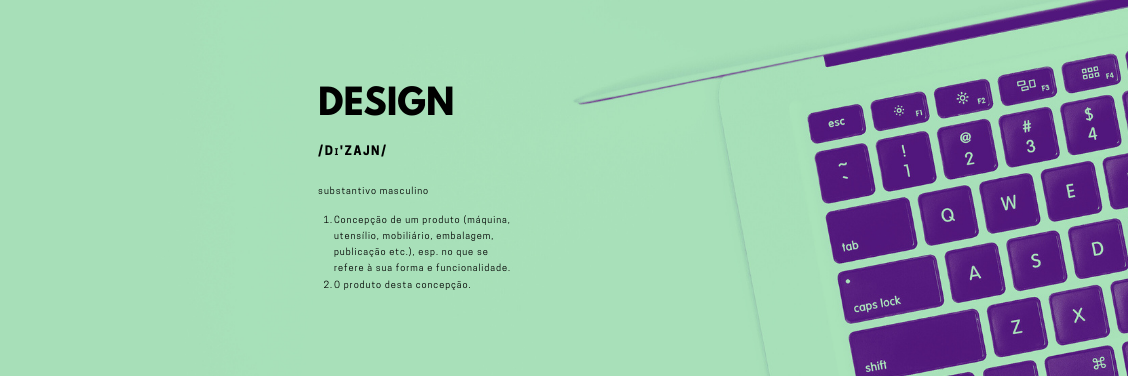 DESIGN
/Dɪ'ZAJN/
substantivo masculino
1. Concepção de um produto (máquina,
utensílio, mobiliário, embalagem,
publicação etc.), esp. no que se
refere à sua forma e funcionalidade.
2. O produto desta concepção.
esc
F1
F2
F3
F4
~
`
!
1
@
2
#
3
$
4
tab
Q
W
E
caps lock
A
S
D
shift
Z
X
⌘